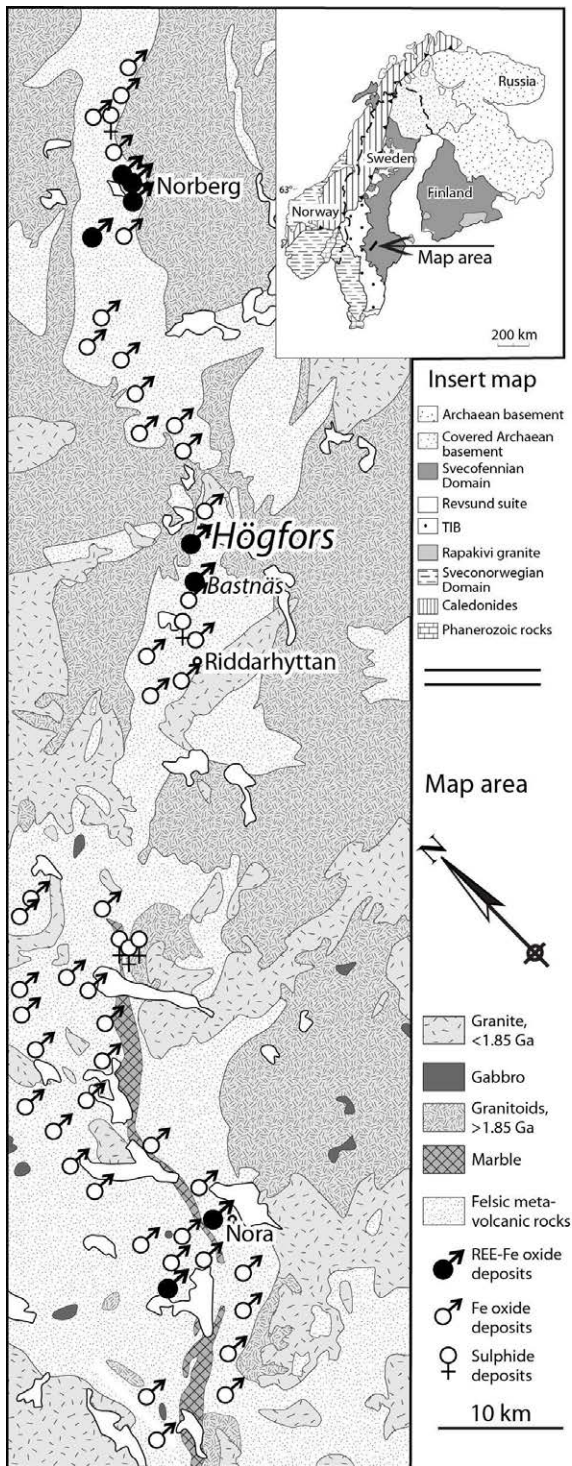 Norberg
Högfors
Bastnäs
Riddarhyttan
Nora
Russia
Sweden
Finland
63°
Norway
Map area
200 km
Insert map
Archaean basement
Covered Archaean
basement
Svecofennian
Domain
Revsund suite
TIB
Rapakivi granite
Sveconorwegian
Domain
Caledonides
Phanerozoic rocks
Map area
N
Granite,
<1.85 Ga
Gabbro
Granitoids,
>1.85 Ga
Marble
Felsic meta-
volcanic rocks
REE-Fe oxide
deposits
Fe oxide
deposits
Sulphide
deposits
10 km